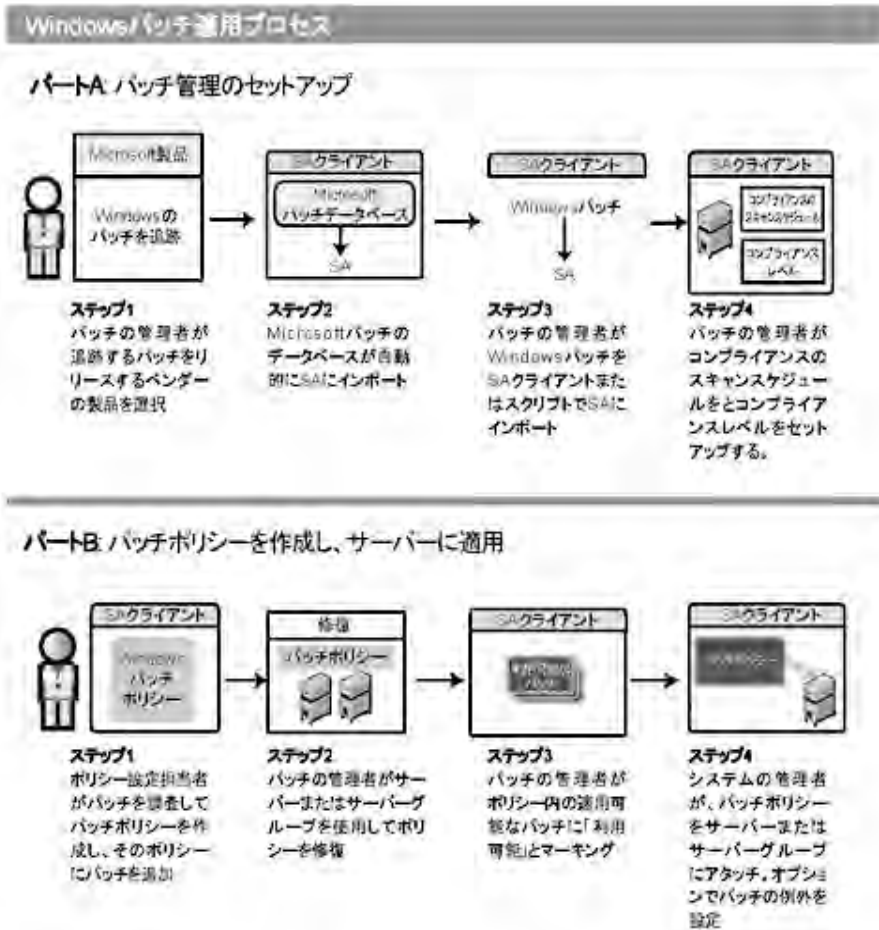 Windowsパッチ適用プロセス
パートA: パッチ管理のセットアップ
Microsoft製品
Windowsの
パッチを追跡
SAクライアント
Microsoft
パッチデータベース
SA
SAクライアント
Windowsパッチ
SA
SAクライアント
コンプライアンスの
スキャンスケジュール
コンプライアンス
レベル
ステップ1
パッチの管理者が
追跡するパッチをリ
リースするベンダー
の製品を選択
ステップ2
Microsoftパッチの
データベースが自動
的にSAにインポート
ステップ3
パッチの管理者が
Windowsパッチを
SAクライアントまた
はスクリプトでSAに
インポート
ステップ4
パッチの管理者が
コンプライアンスの
スキャンスケジュー
ルをとコンプライア
ンスレベルをセット
アップする。
パートB: パッチポリシーを作成し、サーバーに適用
SAクライアント
Windows
パッチ
ポリシー
修復
パッチポリシー
SAクライアント
SAクライアント
ステップ1
ポリシー設定担当者
がパッチを調査して
パッチポリシーを作
成し、そのポリシー
にパッチを追加
ステップ2
パッチの管理者がサー
バーまたはサーバーグ
ループを使用してポリ
シーを修復
ステップ3
パッチの管理者が
ポリシー内の適用可
能なパッチに「利用
可能」とマーキング
ステップ4
システムの管理者
が、パッチポリシー
をサーバーまたは
サーバーグループ
にアタッチ。オプショ
ンでパッチの例外を
設定